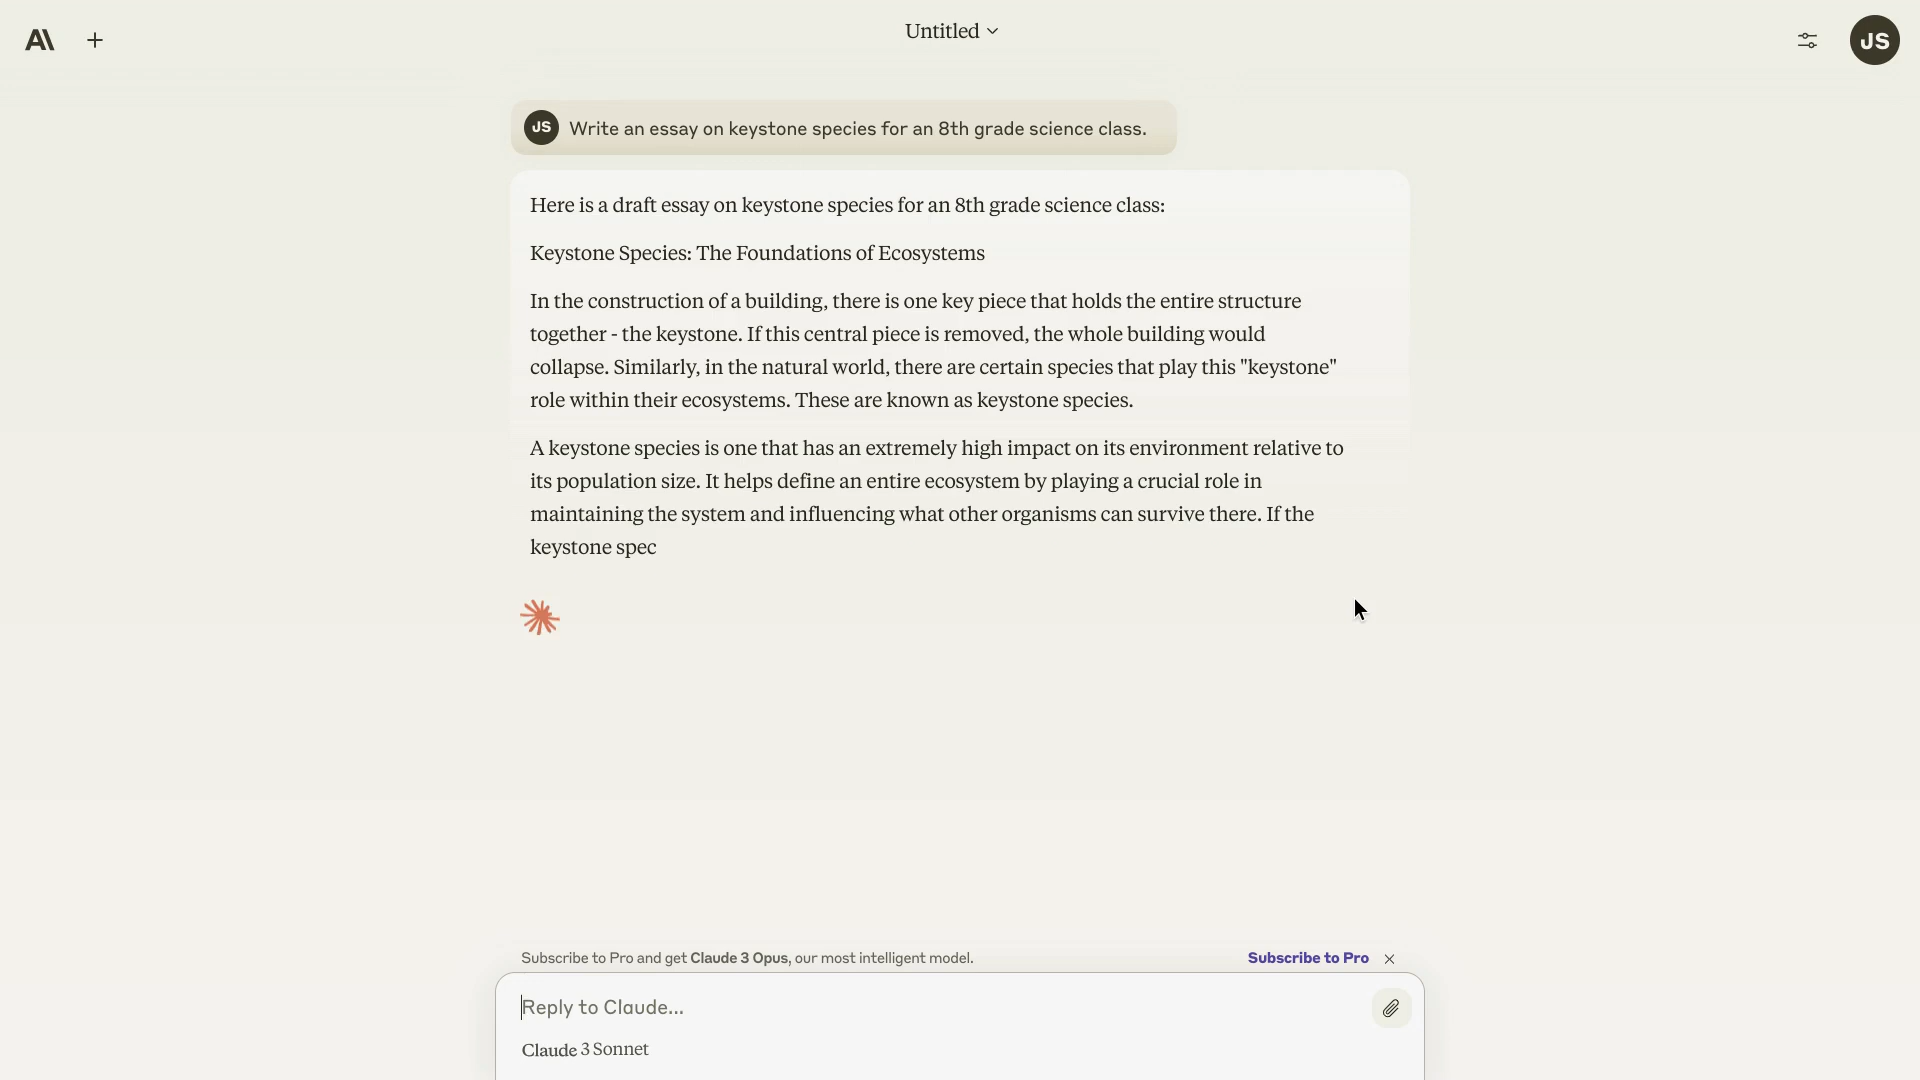 Untitled
JS
JS
Write an essay on keystone species for an 8th grade science class.
Here is a draft essay on keystone species for an 8th grade science class:
Keystone Species: The Foundations of Ecosystems
In the construction of a building, there is one key piece that holds the entire structure
together - the keystone. If this central piece is removed, the whole building would
collapse. Similarly, in the natural world, there are certain species that play this "keystone"
role within their ecosystems. These are known as keystone species.
A keystone species is one that has an extremely high impact on its environment relative to
its population size. It helps define an entire ecosystem by playing a crucial role in
maintaining the system and influencing what other organisms can survive there. If the
keystone spec
Subscribe to Pro and get Claude 3 Opus, our most intelligent model.
Subscribe to Pro
Reply to Claude...
Claude 3 Sonnet